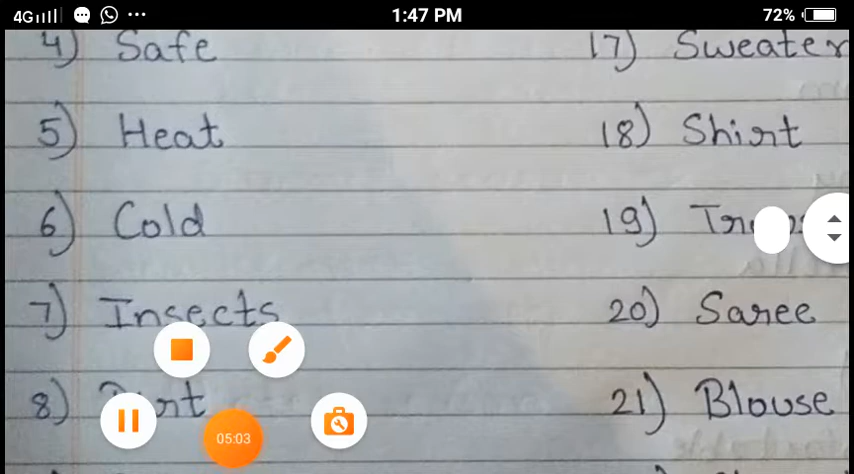 4G 1:47 PM 72%
4) Safe
5) Heat
6) Cold
7) Insects
8)
17) Sweater
18) Shirt
19)
20) Saree
21) Blouse
05:03